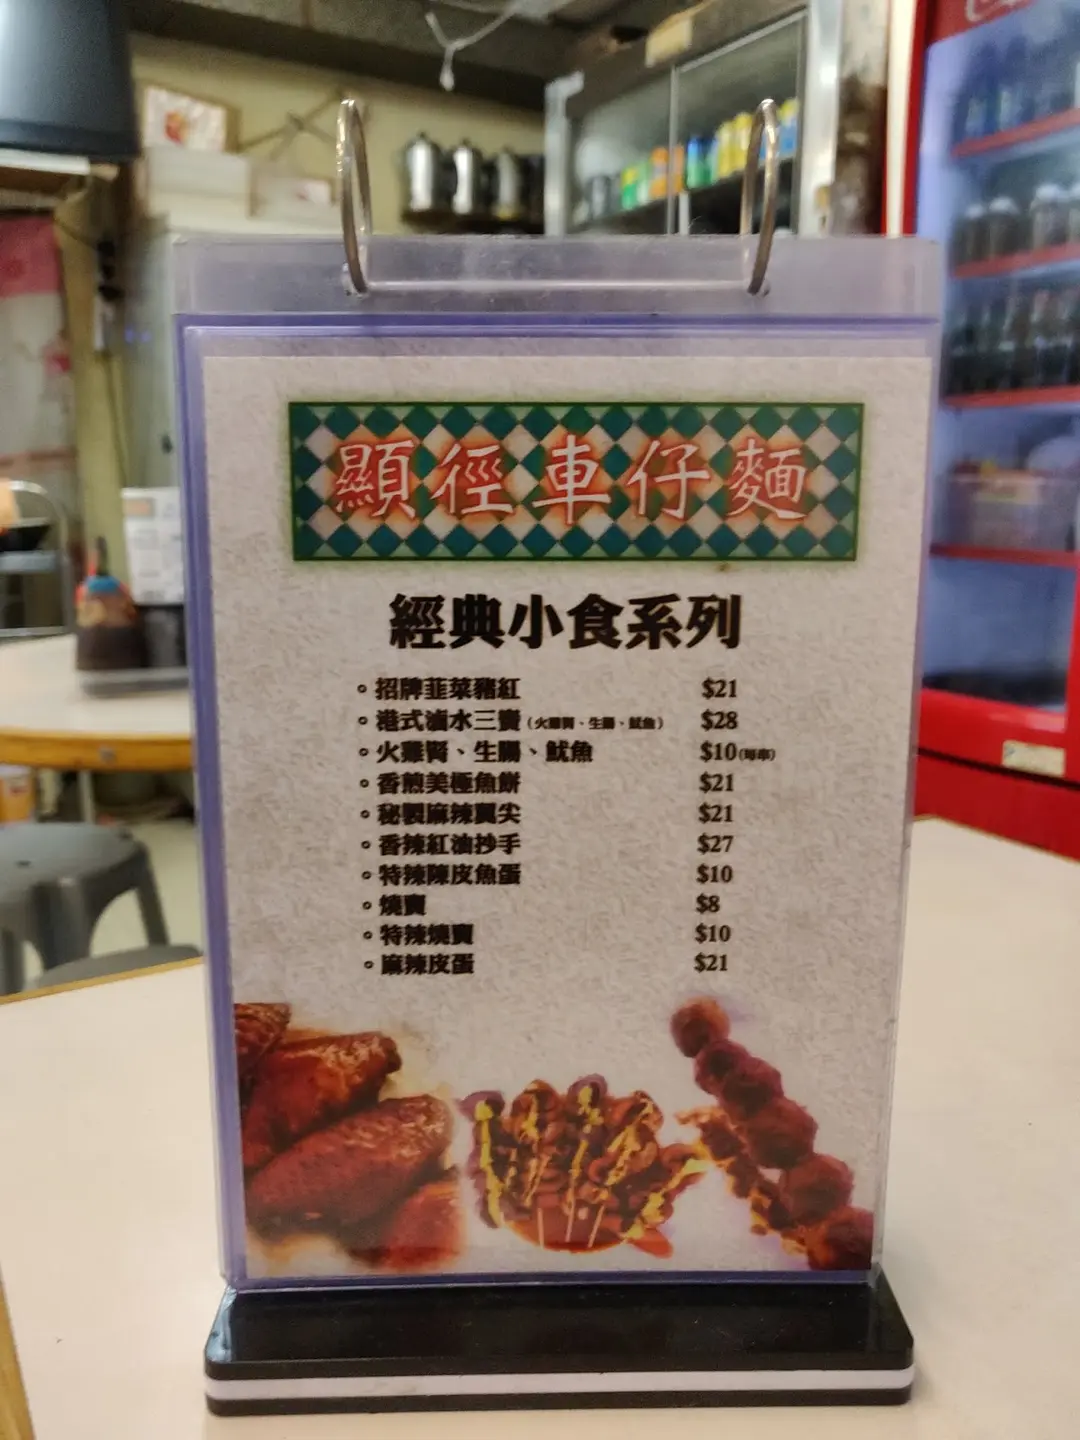 顯徑車仔麵
經典小食系列
◦招牌韮菜豬紅 $21
◦港式滷水三寶(火雞腎、生腸、魷魚) $28
◦火雞腎、生腸、魷魚 $10(每串)
◦香煎美極魚餅 $21
◦秘製麻辣翼尖 $21
◦香辣紅油抄手 $27
◦特辣陳皮魚蛋 $10
◦燒賣 $8
◦特辣燒賣 $10
◦麻辣皮蛋 $21